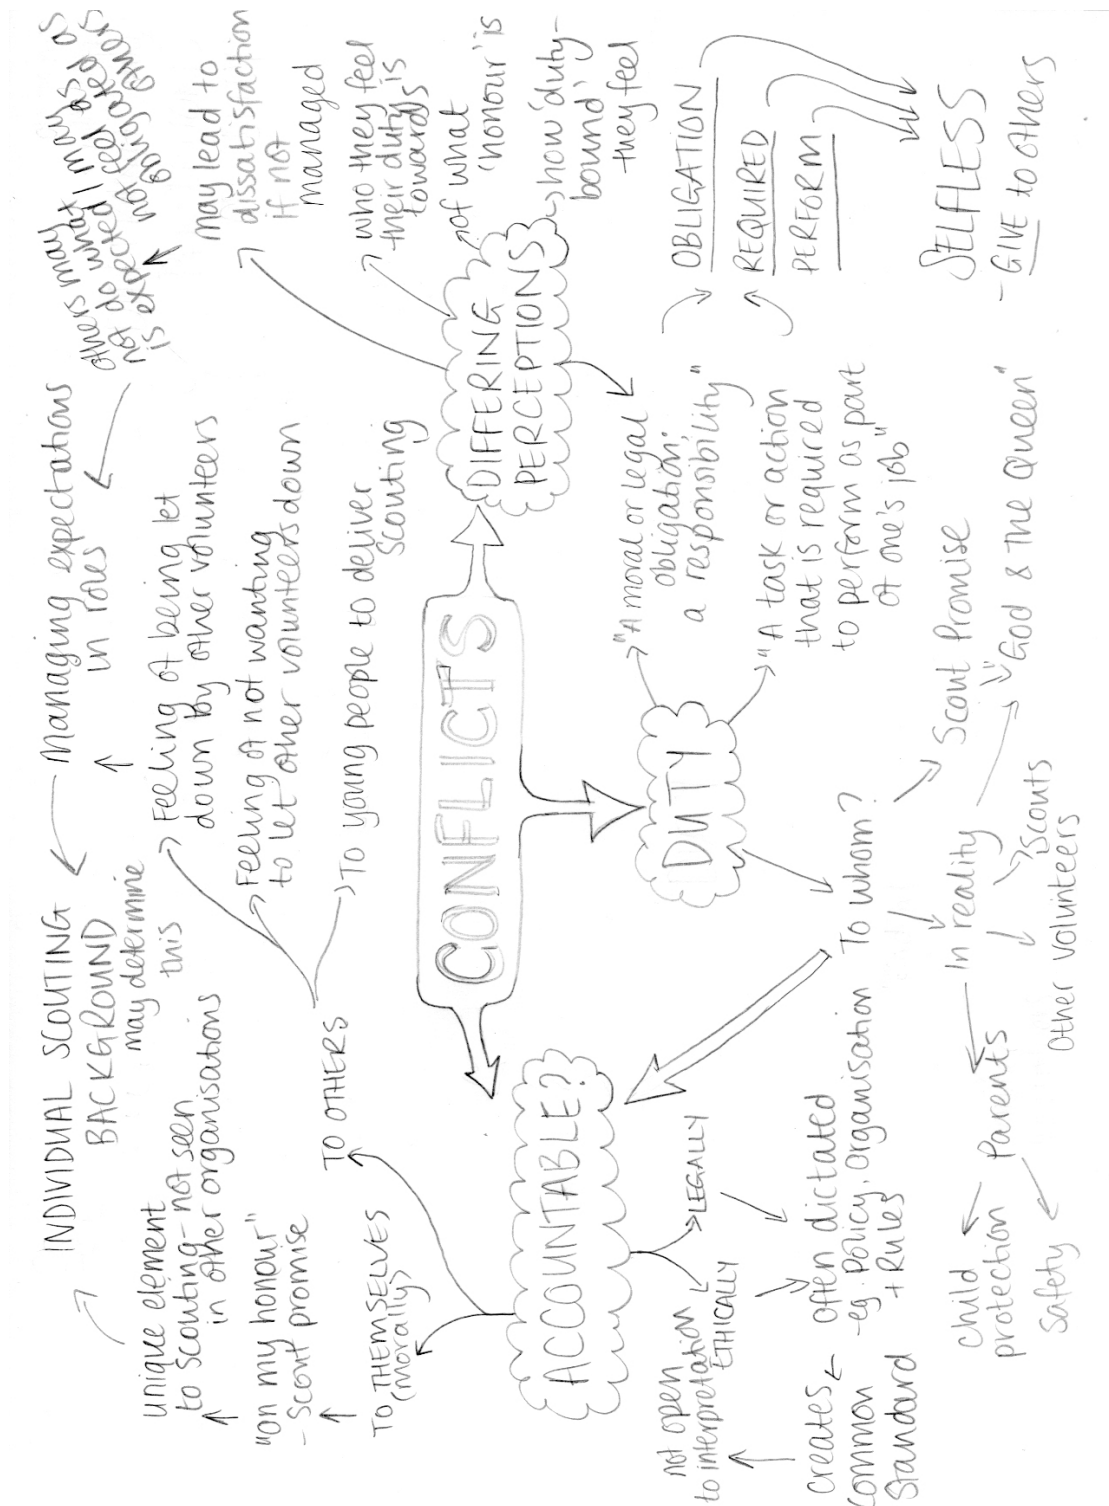 INDIVIDUAL SCOUTING
BACKGROUND
may determine
this
Managing expectations
in roles
others may
not do what I may
is expected feel as
not feel as
obligated
unique element
to scouting - not seen
in other organisations
"on my honour"
- scout promise
TO THEMSELVES
(morally)
TO OTHERS
Feeling of being let
down by other volunteers
Feeling of not wanting
to let other volunteers down
To young people to deliver
scouting
may lead to
dissatisfaction
if not
managed
who they feel
their duty is
towards
of what
'honour' is
how 'duty-
bound'
they feel
CONFLICTS
DIFFERING
PERCEPTIONS
ACCOUNTABLE??
LEGALLY
ETHICALLY
not open
to interpretation
often dictated
- eg. policy, organisation
+ Rules
creates
common
standard
DUTY
"A moral or legal
obligation;
a responsibility"
"A task or action
that is required
to perform as part
of one's job"
OBLIGATION
REQUIRED
PERFORM
SELFLESS
- GIVE to others
To whom?
Scout Promise
"God & The Queen"
In reality
Scouts
Other volunteers
Parents
child
protection
safety